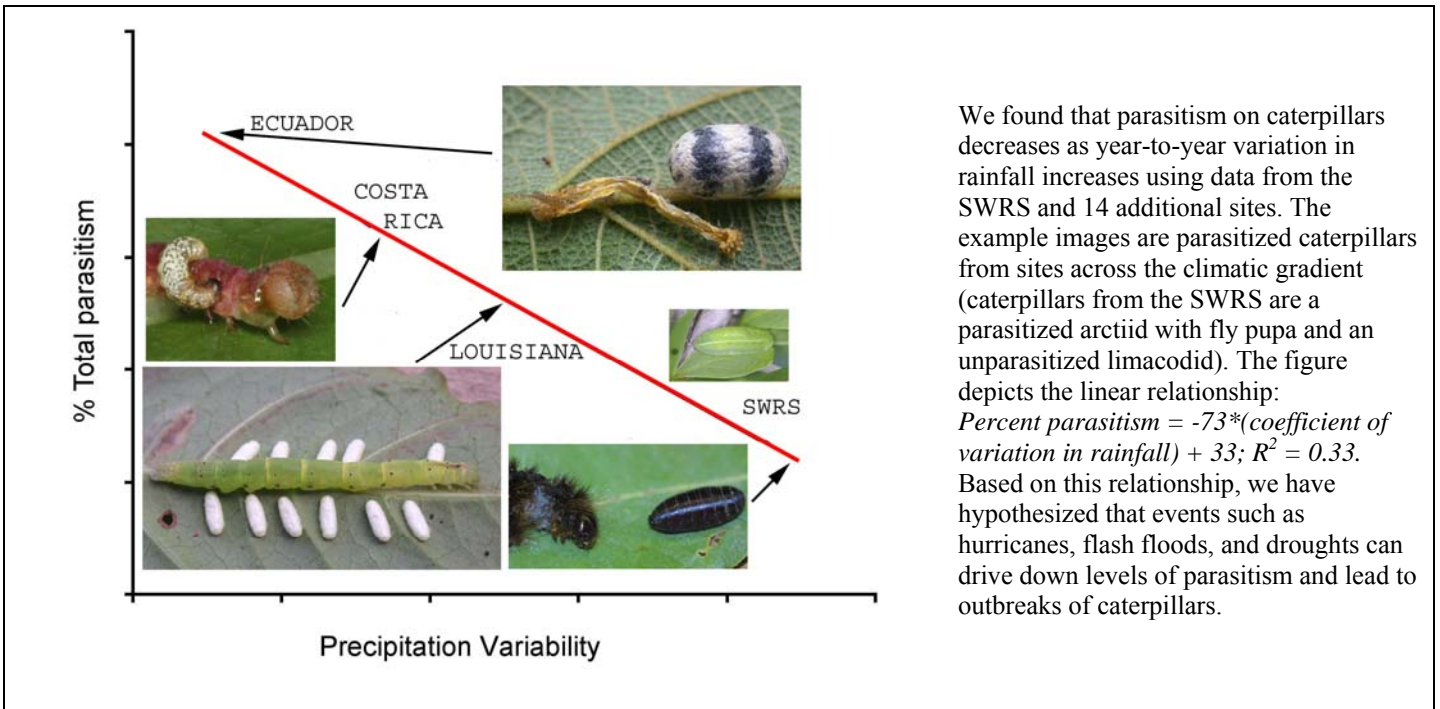 ECUADOR
COSTA
RICA
LOUISIANA
SWRS
% Total parasitism
Precipitation Variability
We found that parasitism on caterpillars
decreases as year-to-year variation in
rainfall increases using data from the
SWRS and 14 additional sites. The
example images are parasitized caterpillars
from sites across the climatic gradient
(caterpillars from the SWRS are a
parasitized arctiid with fly pupa and an
unparasitized limacodid). The figure
depicts the linear relationship:
Percent parasitism = -73*(coefficient of
variation in rainfall) + 33; R² = 0.33.
Based on this relationship, we have
hypothesized that events such as
hurricanes, flash floods, and droughts can
drive down levels of parasitism and lead to
outbreaks of caterpillars.